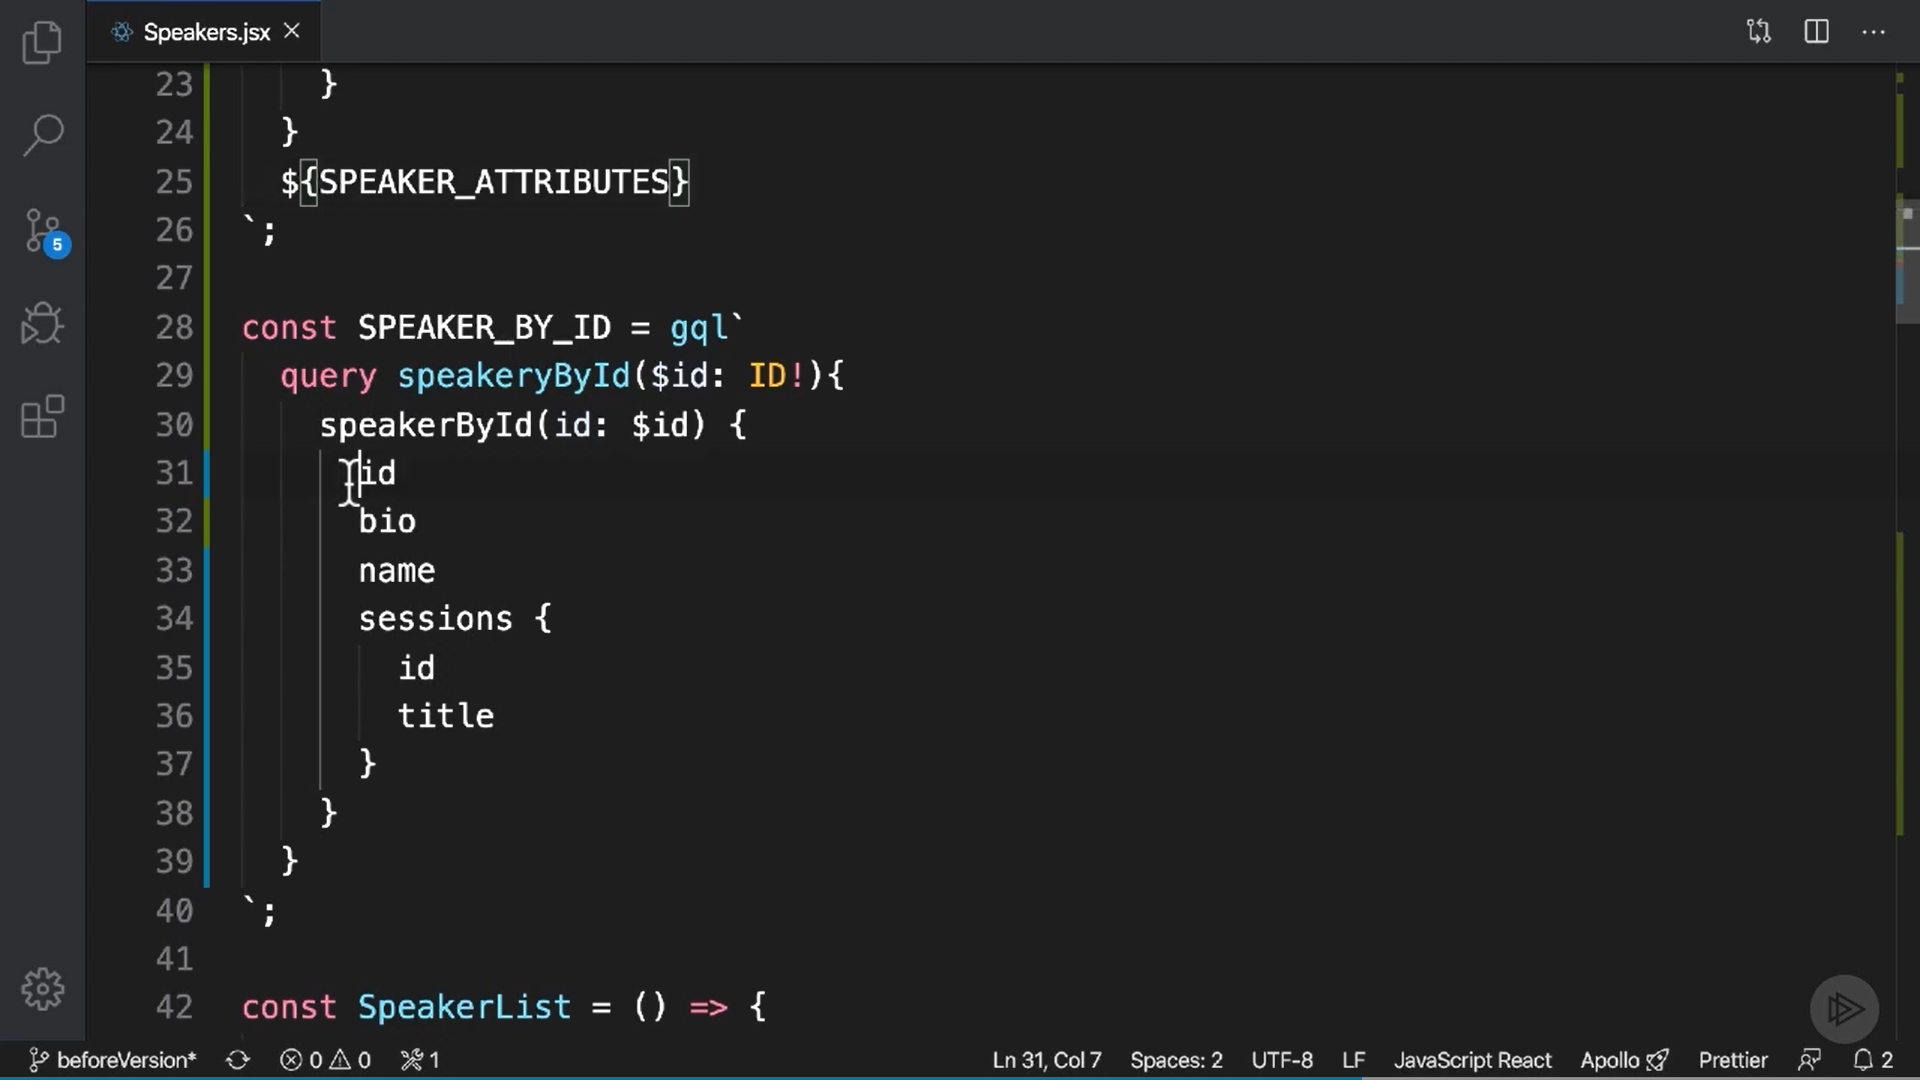 Speakers.jsx
23 }
24 }
25 ${SPEAKER_ATTRIBUTES}
26 `;
27
28 const SPEAKER_BY_ID = gql`
29 query speakeryById($id: ID!){
30 speakerById(id: $id) {
31 id
32 bio
33 name
34 sessions {
35 id
36 title
37 }
38 }
39 }
40 `;
41
42 const SpeakerList = () => {
5
beforeVersion* 0 0 1 Ln 31, Col 7 Spaces: 2 UTF-8 LF JavaScript React Apollo Prettier 2